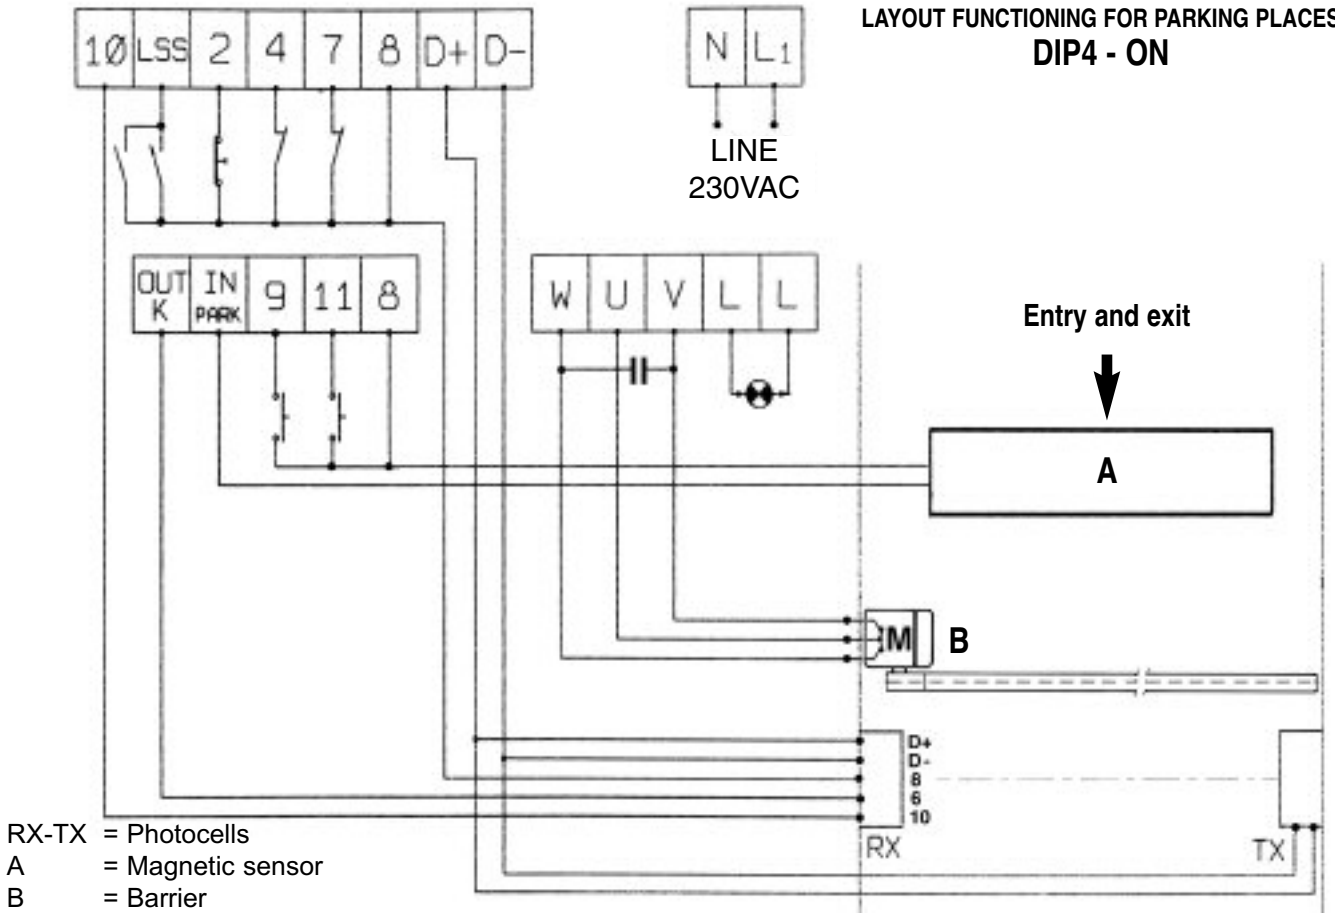 LAYOUT FUNCTIONING FOR PARKING PLACES
DIP4 - ON
10 LSS 2 4 7 8 D+ D-
N L1
LINE
230VAC
OUT K IN PARK 9 11 8
W U V L L
Entry and exit
A
M B
D+
D-
8
6
10
RX TX
RX-TX = Photocells
A = Magnetic sensor
B = Barrier